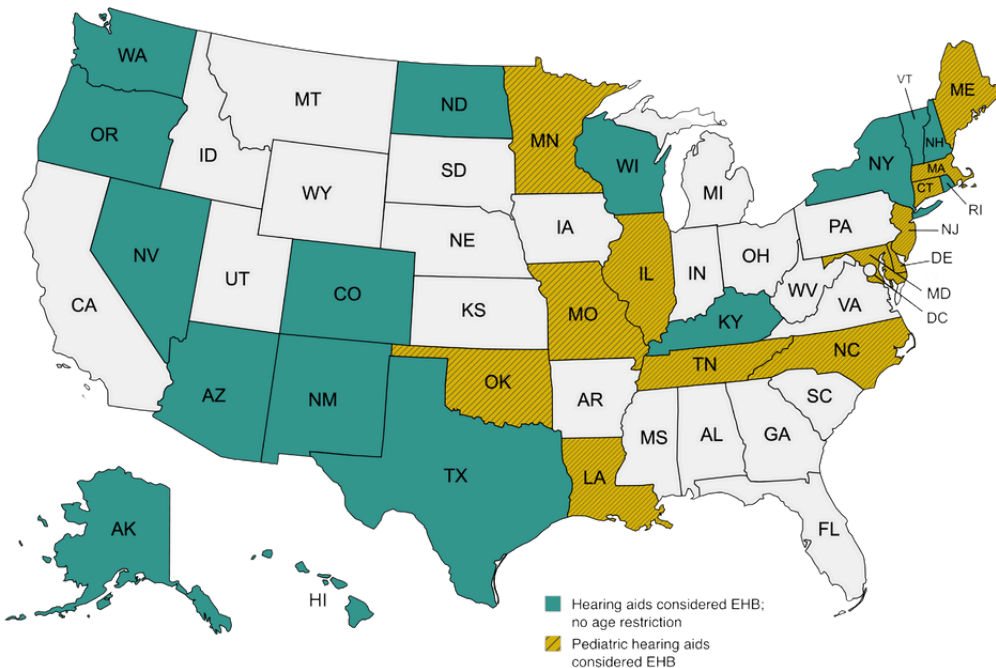 WA
MT
ND
MN
VT
ME
OR
ID
SD
WI
NY
NH
MA
CT
RI
WY
MI
NE
IA
PA
NJ
NV
UT
CO
IL
IN
OH
DE
MD
DC
CA
KS
MO
WV
VA
KY
AZ
NM
OK
TN
NC
AR
SC
MS
AL
GA
TX
LA
FL
AK
HI
Hearing aids considered EHB;
no age restriction
Pediatric hearing aids
considered EHB